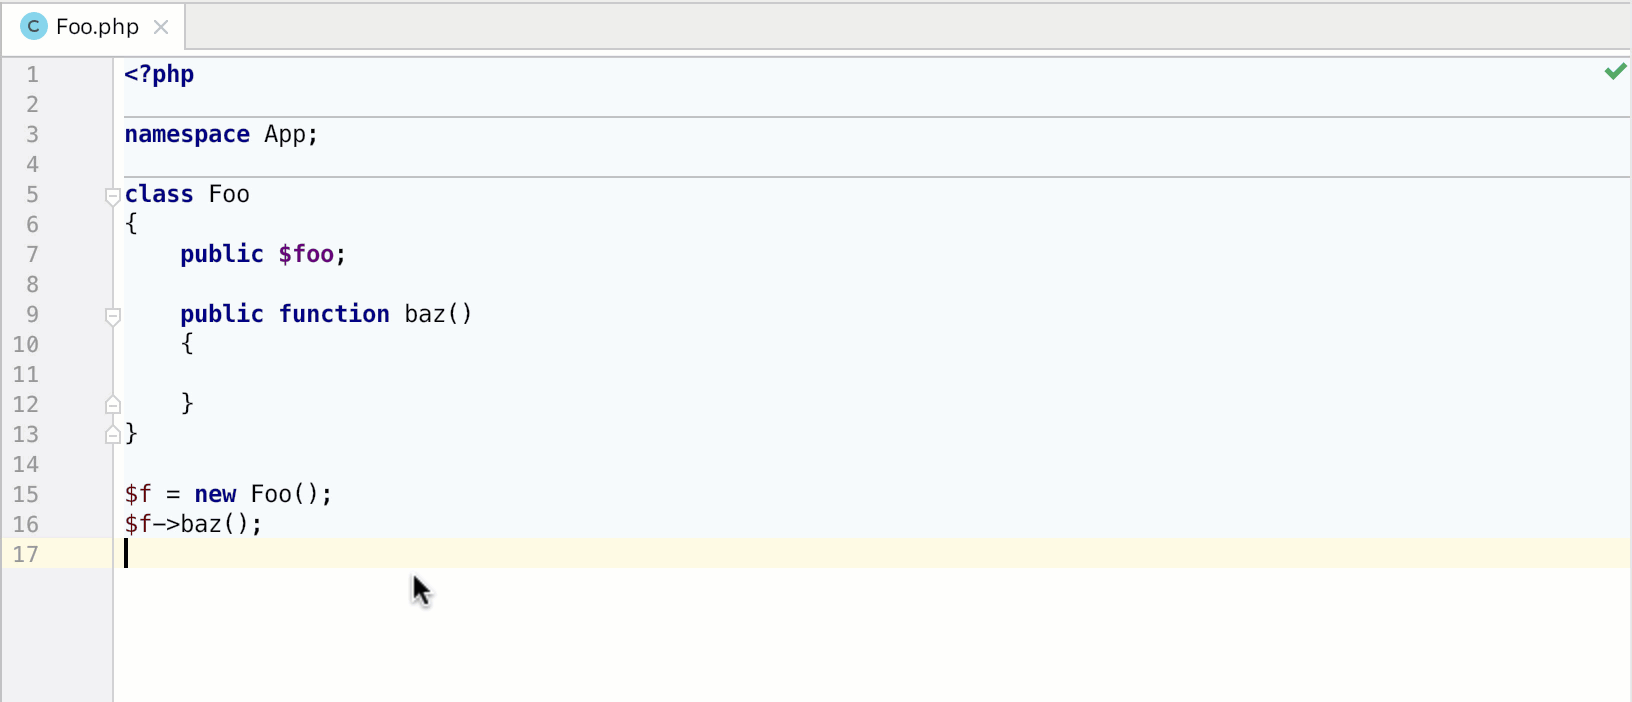 C Foo.php
1 <?php
2
3 namespace App;
4
5 class Foo
6 {
7     public $foo;
8
9     public function baz()
10     {
11
12     }
13 }
14
15 $f = new Foo();
16 $f->baz();
17